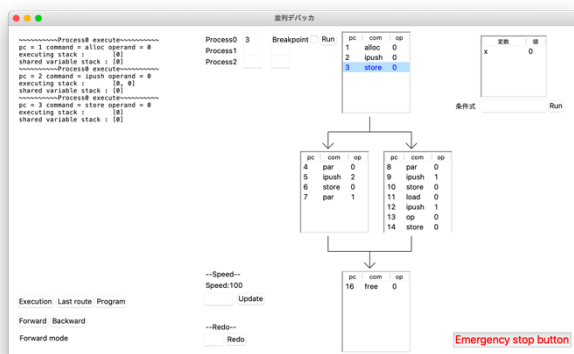 並列デバッカ
~~~~~~~~~~Process0 execute~~~~~~~~~~
pc = 1 command = alloc operand = 0
executing stack : [0]
shared variable stack : [0]
~~~~~~~~~~Process0 execute~~~~~~~~~~
pc = 2 command = ipush operand = 0
executing stack : [0, 0]
shared variable stack : [0]
~~~~~~~~~~Process0 execute~~~~~~~~~~
pc = 3 command = store operand = 0
executing stack : [0]
shared variable stack : [0]
Process0 3 Breakpoint Run
Process1
Process2
pc com op
1 alloc 0
2 ipush 0
3 store 0
変数 値
x 0
条件式 Run
pc com op
4 par 0
5 ipush 2
6 store 0
7 par 1
pc com op
8 par 0
9 ipush 1
10 store 0
11 load 0
12 ipush 1
13 op 0
14 store 0
pc com op
16 free 0
--Speed--
Speed:100
Update
--Redo--
Redo
Execution Last route Program
Forward Backward
Forward mode
Emergency stop button